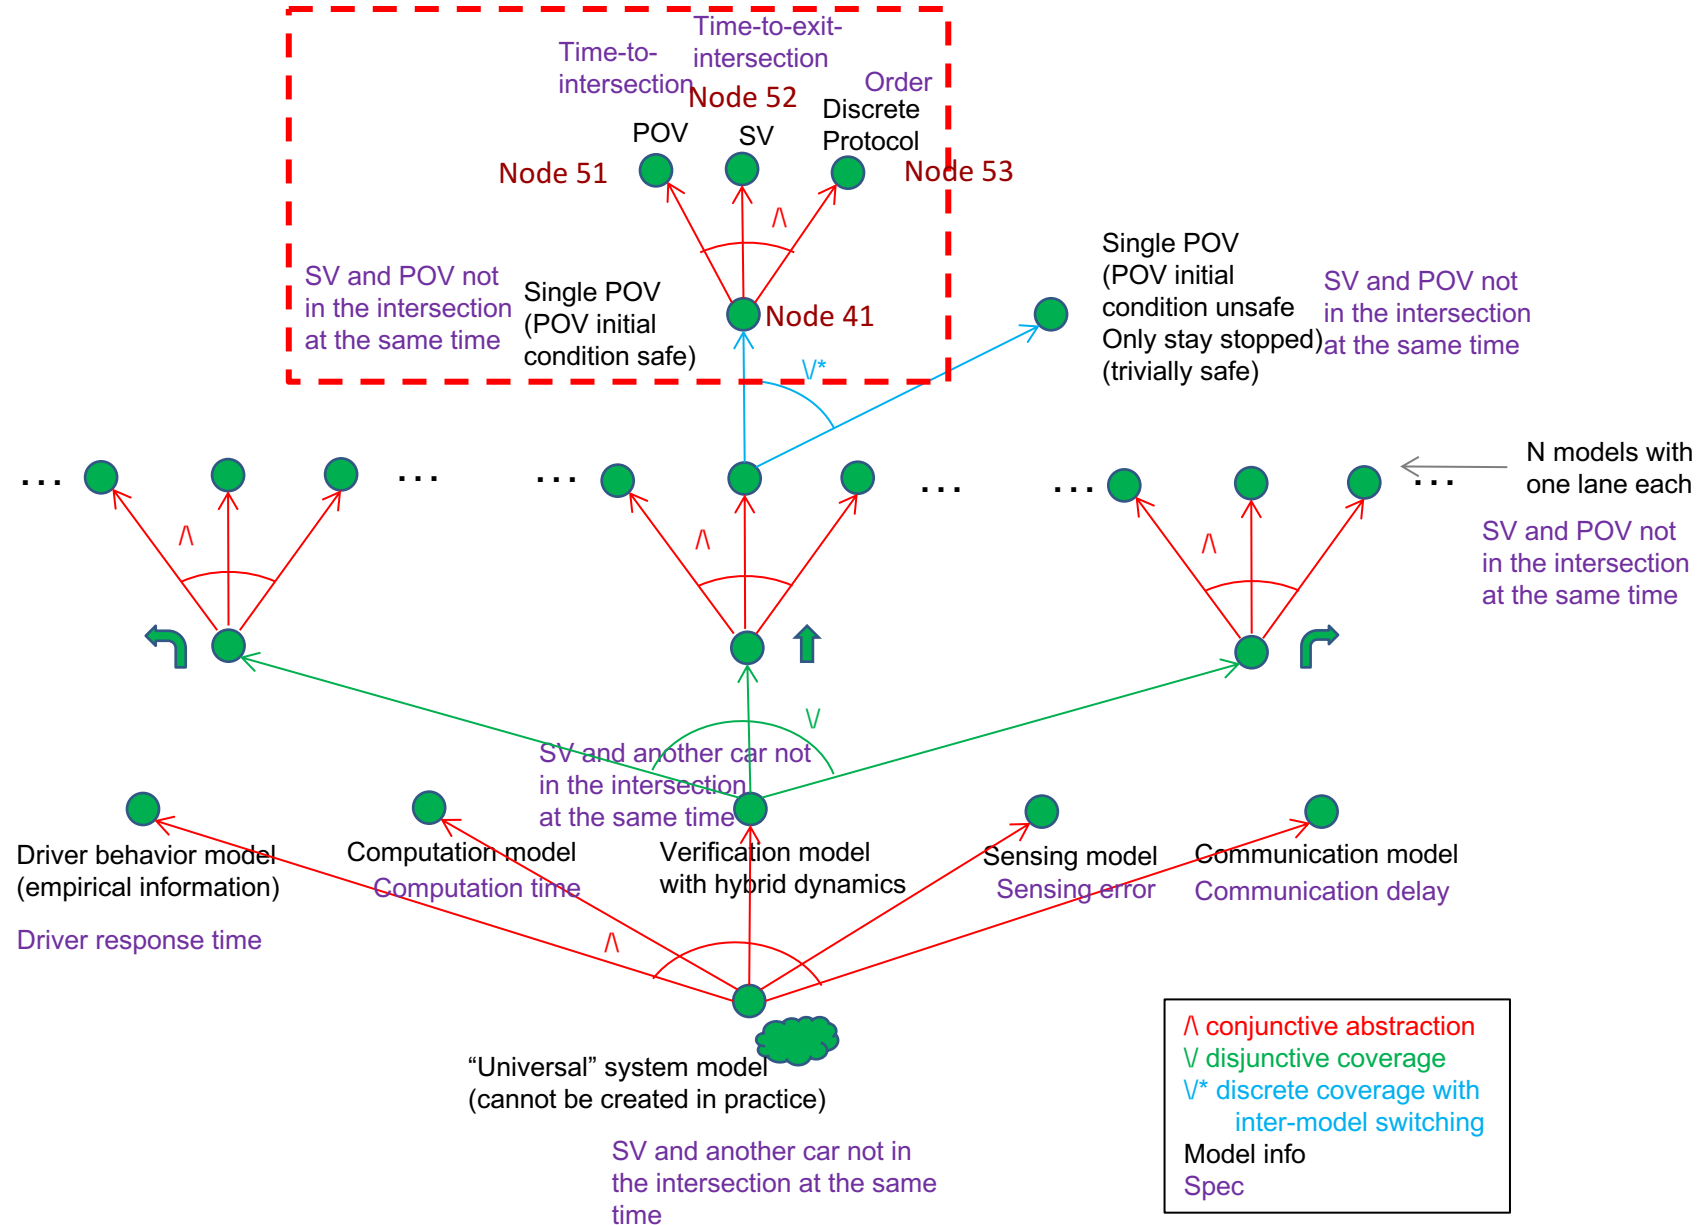 Time-to-
intersection
Time-to-exit-
intersection
Order
Node 52
POV
SV
Discrete
Protocol
Node 51
Node 53
/\
SV and POV not
in the intersection
at the same time
Single POV
(POV initial
condition safe)
Node 41
Single POV
(POV initial
condition unsafe
Only stay stopped)
(trivially safe)
SV and POV not
in the intersection
at the same time
\/*
...
...
...
...
...
...
N models with
one lane each
SV and POV not
in the intersection
at the same time
/\
/\
/\
\/
SV and another car not
in the intersection
at the same time
Driver behavior model
(empirical information)
Driver response time
Computation model
Computation time
Verification model
with hybrid dynamics
Sensing model
Sensing error
Communication model
Communication delay
/\
“Universal” system model
(cannot be created in practice)
SV and another car not in
the intersection at the same
time
/\ conjunctive abstraction
\/ disjunctive coverage
\/* discrete coverage with
inter-model switching
Model info
Spec